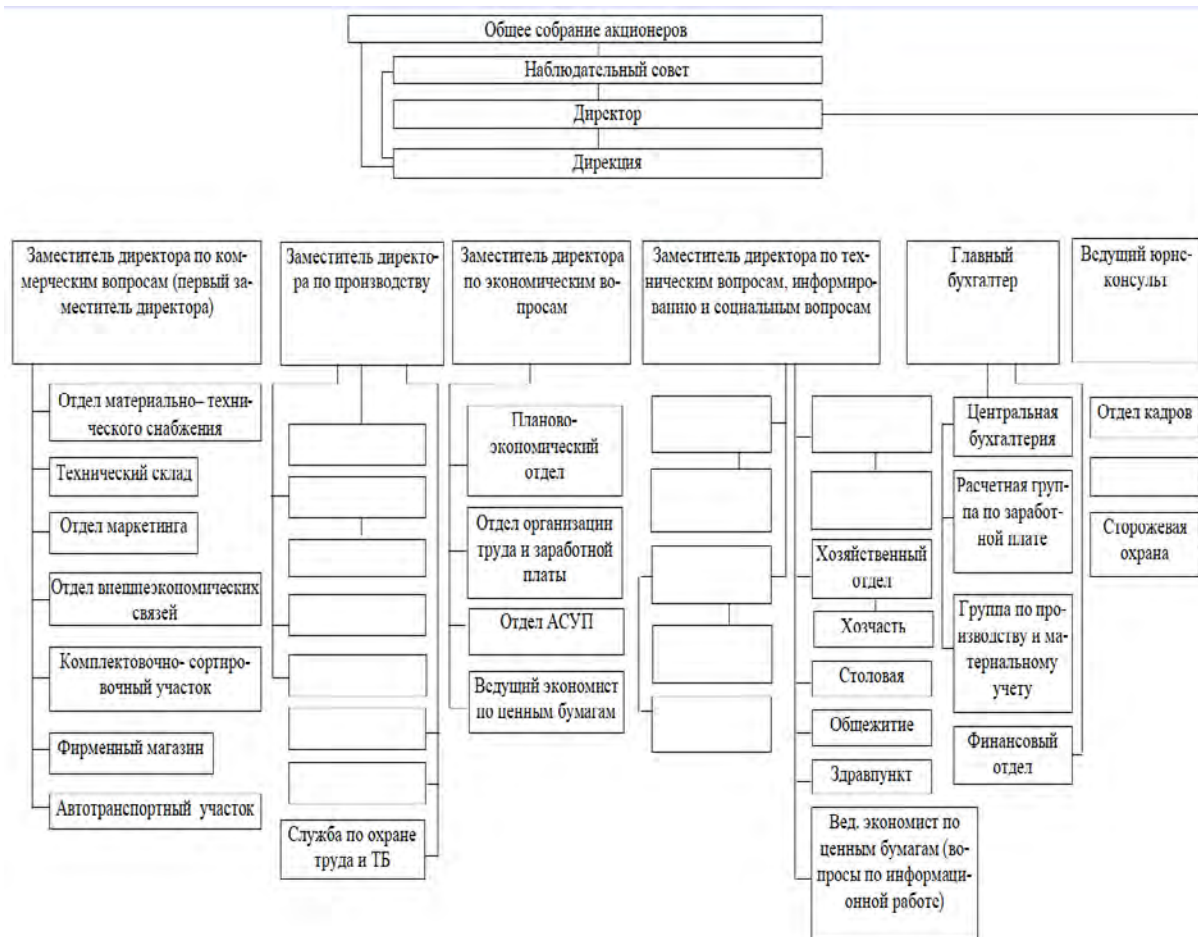 Общее собрание акционеров
Наблюдательный совет
Директор
Дирекция
Заместитель директора по ком-
мерческим вопросам (первый за-
меститель директора)
Заместитель директо-
ра по производству
Заместитель директора
по экономическим во-
просам
Заместитель директора по тех-
ническим вопросам, информиро-
ванию и социальным вопросам
Главный
бухгалтер
Ведущий юрис-
консульт
Отдел материально– техни-
ческого снабжения
Технический склад
Отдел маркетинга
Отдел внешнеэкономических
связей
Комплектовочно- сортиро-
вочный участок
Фирменный магазин
Автотранспортный участок
Служба по охране
труда и ТБ
Планово-
экономический
отдел
Отдел организации
труда и заработной
платы
Отдел АСУП
Ведущий экономист
по ценным бумагам
Хозяйственный
отдел
Хозчасть
Столовая
Общежитие
Здравпункт
Вед. экономист по
ценным бумагам (во-
просы по информаци-
онной работе)
Центральная
бухгалтерия
Расчетная груп-
па по заработ-
ной плате
Группа по про-
изводству и ма-
териальному
учету
Финансовый
отдел
Отдел кадров
Сторожевая
охрана